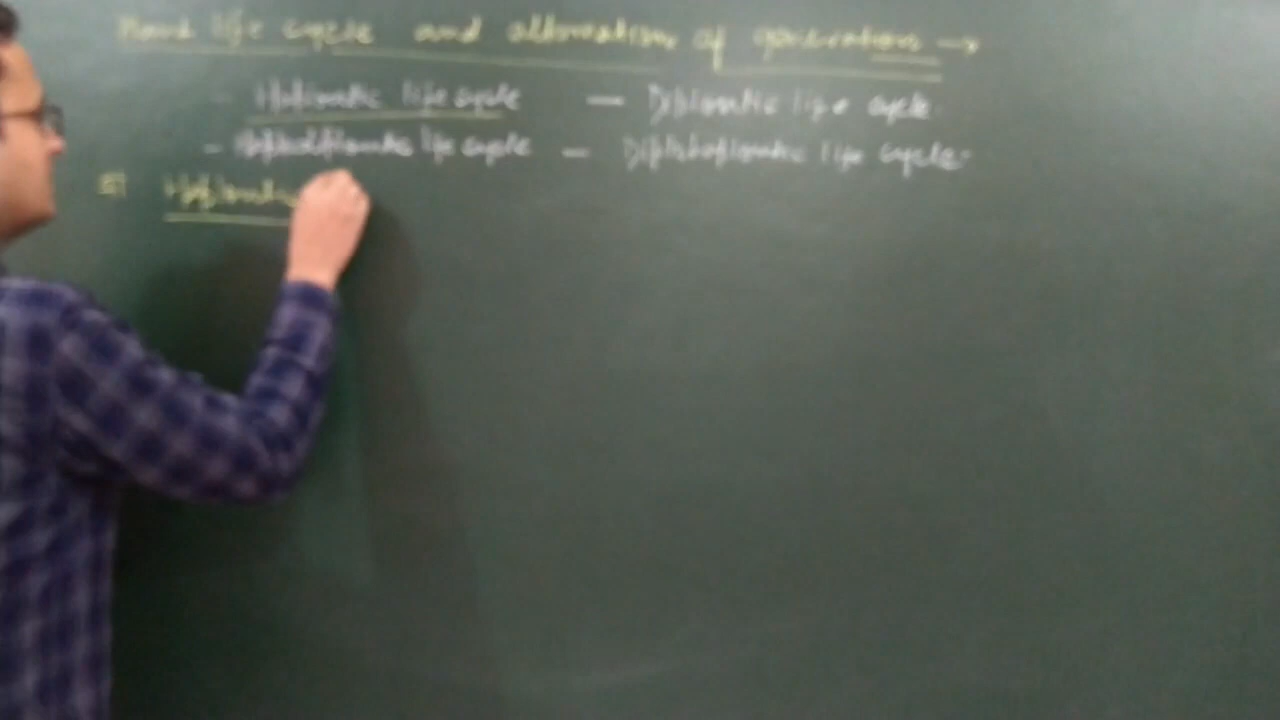 Plant life cycle and alternation of generation →
- Haplontic life cycle — Diplontic life cycle
- Haplodiplontic life cycle — Diplohaplontic life cycle
Haplontic